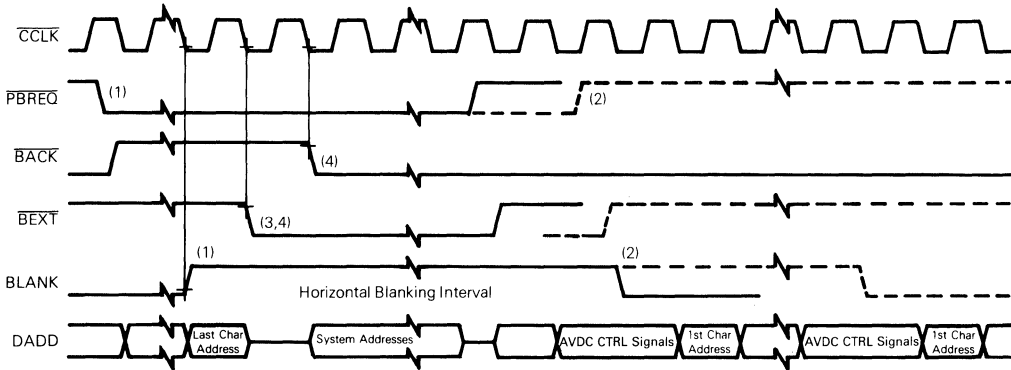 CCLK
PBREQ
(1)
(2)
BACK
(4)
BEXT
(3,4)
BLANK
(1)
(2)
Horizontal Blanking Interval
DADD
Last Char
Address
System Addresses
AVDC CTRL Signals
1st Char
Address
AVDC CTRL Signals
1st Char
Address